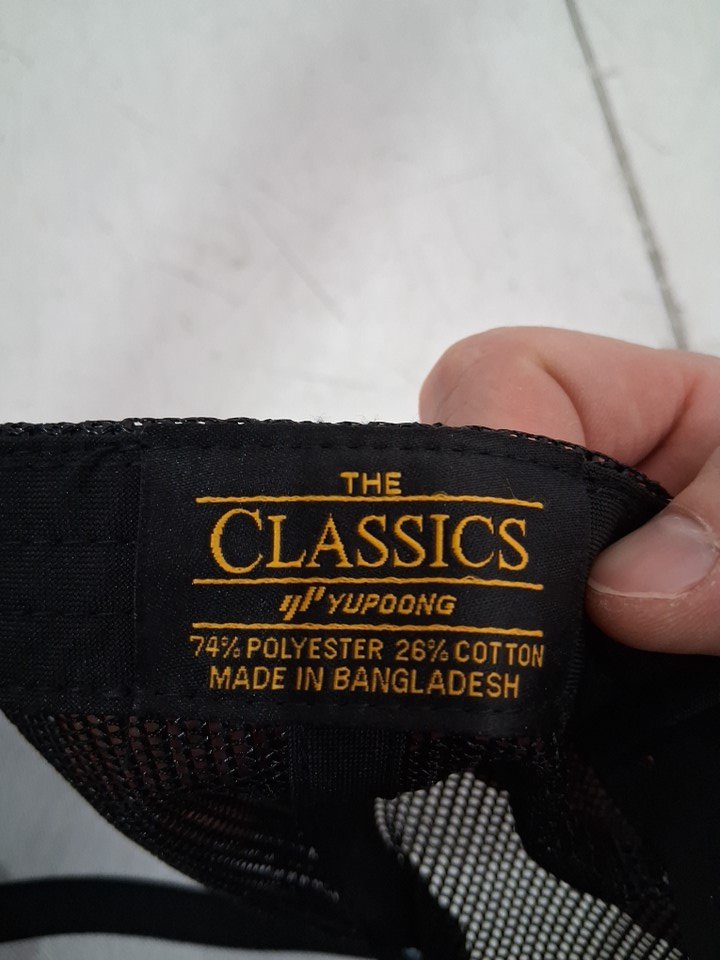 THE
CLASSICS
YUPOONG
74% POLYESTER 26% COTTON
MADE IN BANGLADESH